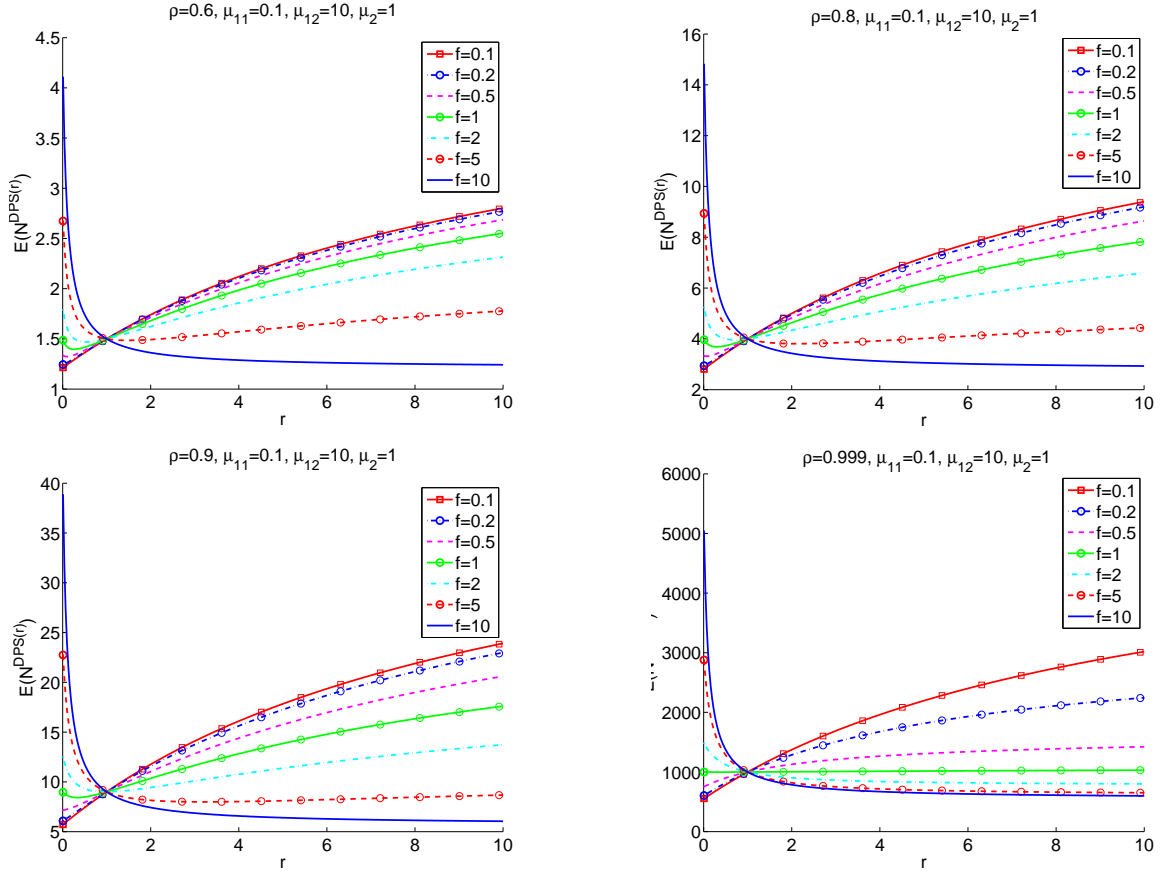 ρ=0.6, μ11=0.1, μ12=10, μ2=1
4.5
4
3.5
3
2.5
2
1.5
1
E(N^DPS(r))
0 2 4 6 8 10
r
f=0.1
f=0.2
f=0.5
f=1
f=2
f=5
f=10
ρ=0.8, μ11=0.1, μ12=10, μ2=1
16
14
12
10
8
6
4
2
E(N^DPS(r))
0 2 4 6 8 10
r
f=0.1
f=0.2
f=0.5
f=1
f=2
f=5
f=10
ρ=0.9, μ11=0.1, μ12=10, μ2=1
40
35
30
25
20
15
10
5
E(N^DPS(r))
0 2 4 6 8 10
r
f=0.1
f=0.2
f=0.5
f=1
f=2
f=5
f=10
ρ=0.999, μ11=0.1, μ12=10, μ2=1
6000
5000
4000
3000
2000
1000
0
0 2 4 6 8 10
r
f=0.1
f=0.2
f=0.5
f=1
f=2
f=5
f=10